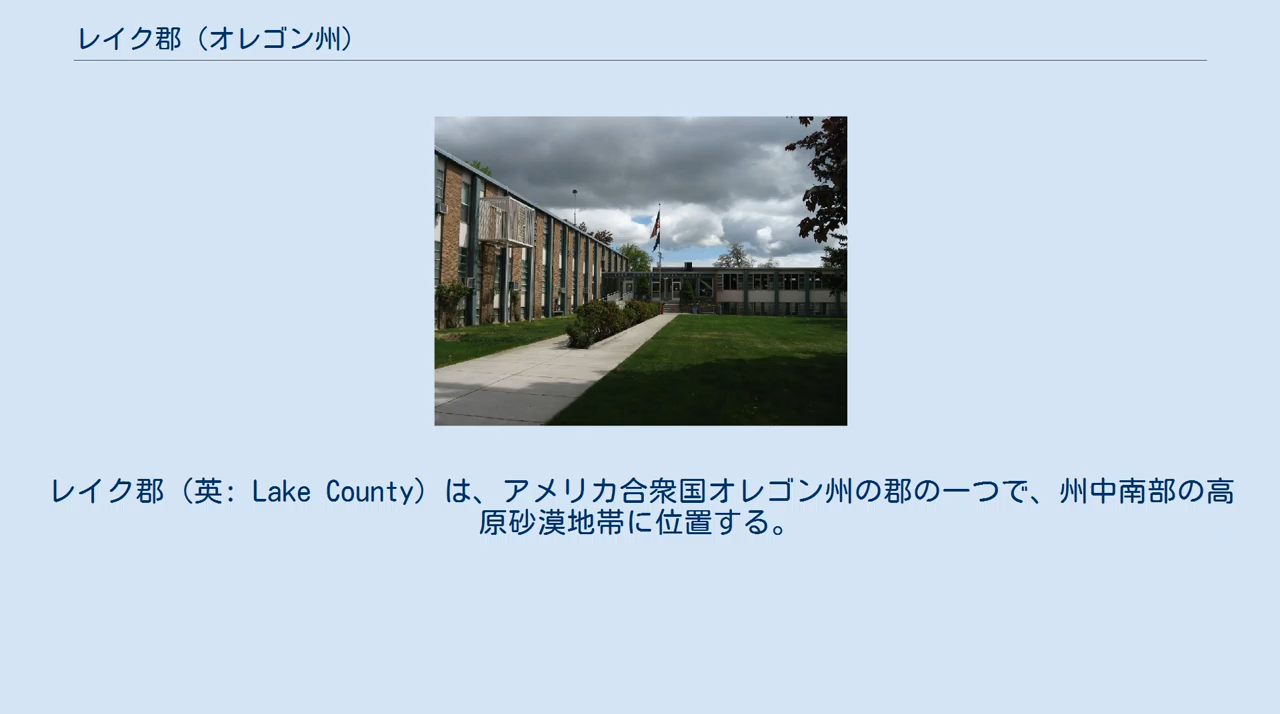 レイク郡（オレゴン州）
レイク郡（英: Lake County）は、アメリカ合衆国オレゴン州の郡の一つで、州中南部の高
原砂漠地帯に位置する。